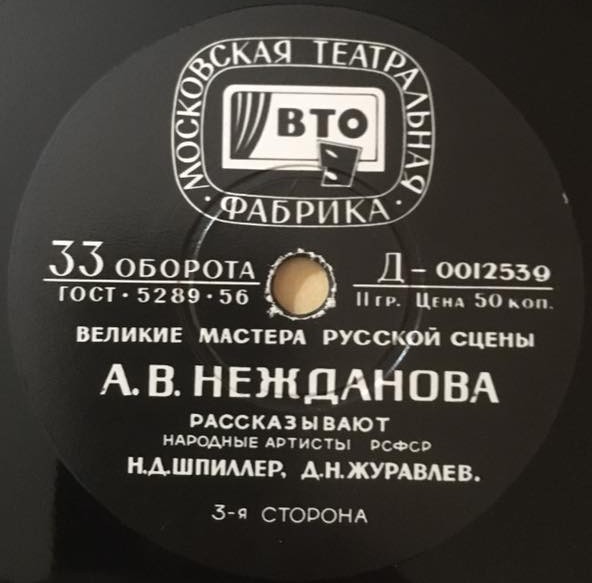 МОСКОВСКАЯ ТЕАТРАЛЬНАЯ
· ФАБРИКА ·
ВТО
33 ОБОРОТА
ГОСТ · 5289 · 56
Д – 0012539
II ГР. ЦЕНА 50 КОП.
ВЕЛИКИЕ МАСТЕРА РУССКОЙ СЦЕНЫ
А. В. НЕЖДАНОВА
РАССКАЗЫВАЮТ
НАРОДНЫЕ АРТИСТЫ РСФСР
Н.Д.ШПИЛЛЕР, Д.Н.ЖУРАВЛЕВ.
3-я СТОРОНА